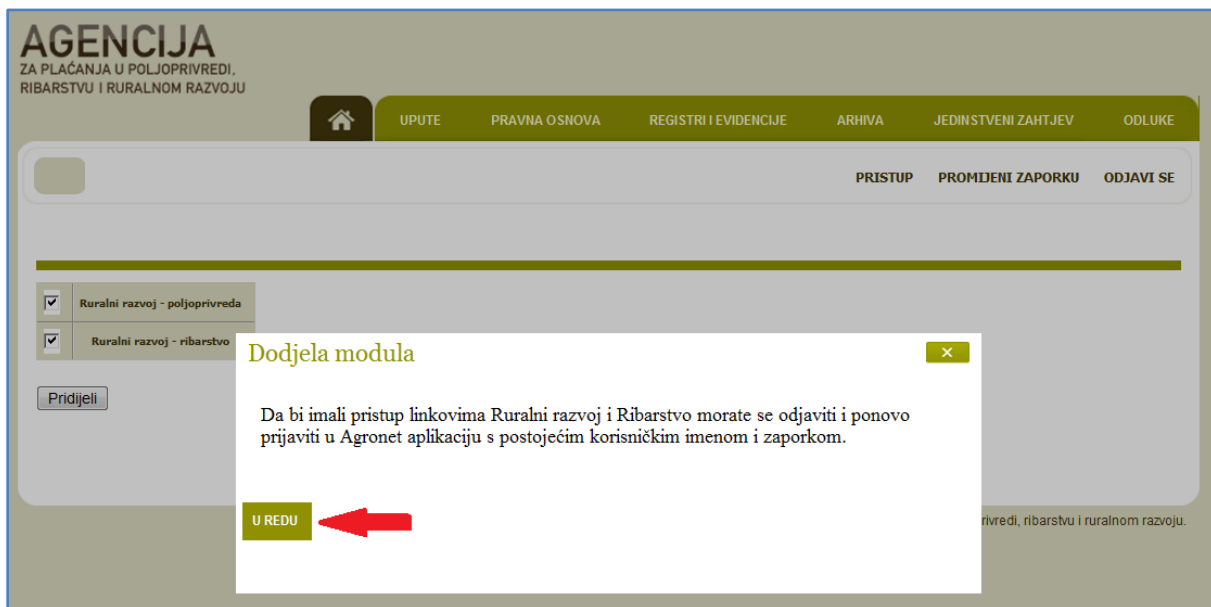 AGENCIJA
ZA PLAĆANJA U POLJOPRIVREDI,
RIBARSTVU I RURALNOM RAZVOJU
UPUTE PRAVNA OSNOVA REGISTRI I EVIDENCIJE ARHIVA JEDINSTVENI ZAHTJEV ODLUKE
PRISTUP PROMIJENI ZAPORKU ODJAVI SE
Ruralni razvoj - poljoprivreda
Ruralni razvoj - ribarstvo
Pridijeli
Dodjela modula
Da bi imali pristup linkovima Ruralni razvoj i Ribarstvo morate se odjaviti i ponovo
prijaviti u Agronet aplikaciju s postojećim korisničkim imenom i zaporkom.
U REDU
rivredi, ribarstvu i ruralnom razvoju.